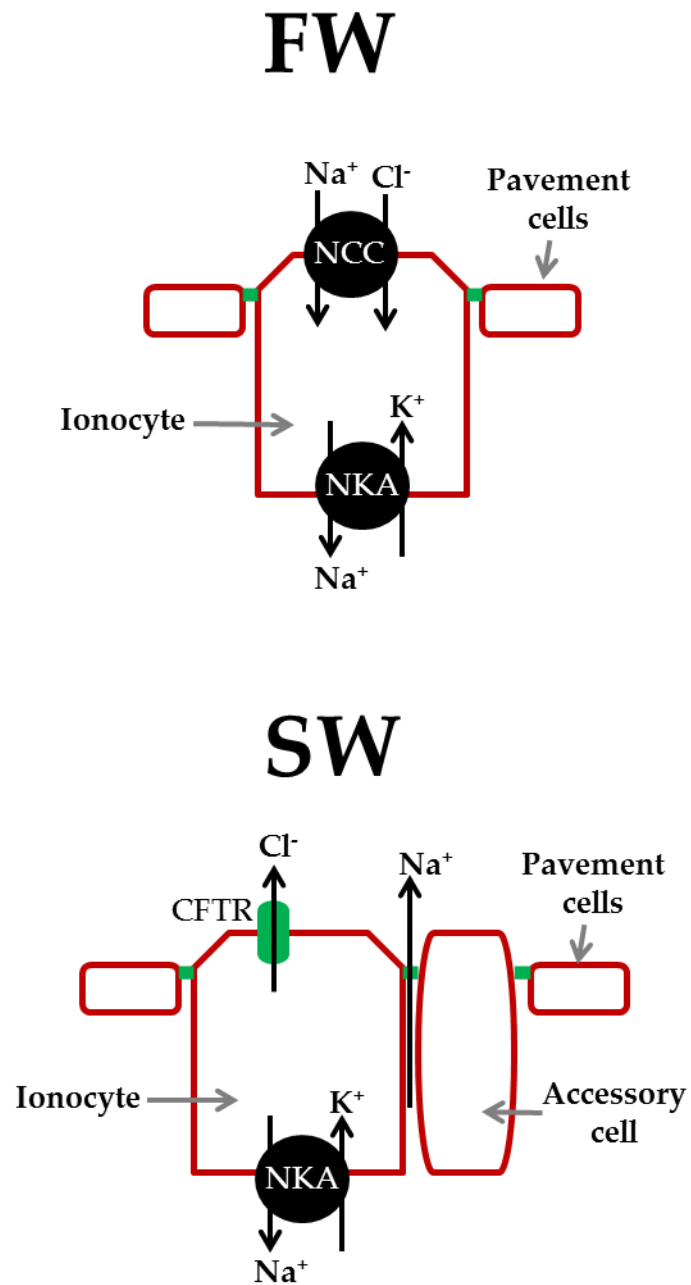 FW
Na⁺ Cl⁻
Pavement
cells
NCC
Ionocyte
K⁺
NKA
Na⁺
SW
Cl⁻
Na⁺
Pavement
cells
CFTR
Ionocyte
K⁺
Accessory
cell
NKA
Na⁺